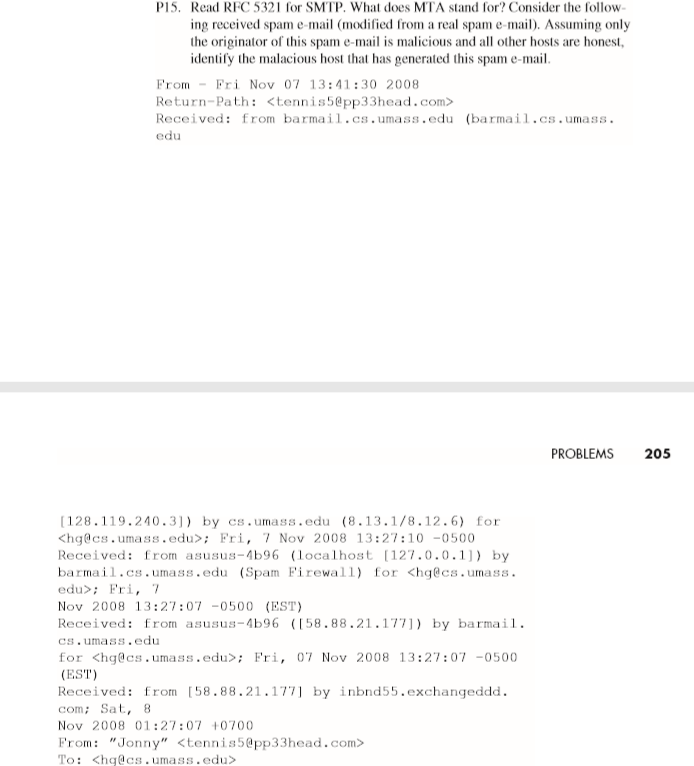 P15. Read RFC 5321 for SMTP. What does MTA stand for? Consider the follow-
ing received spam e-mail (modified from a real spam e-mail). Assuming only
the originator of this spam e-mail is malicious and all other hosts are honest,
identify the malacious host that has generated this spam e-mail.
From - Fri Nov 07 13:41:30 2008
Return-Path: <tennis5@pp33head.com>
Received: from barmail.cs.umass.edu (barmail.cs.umass.
edu
PROBLEMS 205
[128.119.240.3]) by cs.umass.edu (8.13.1/8.12.6) for
<hg@cs.umass.edu>; Fri, 7 Nov 2008 13:27:10 -0500
Received: from asusus-4b96 (localhost [127.0.0.1]) by
barmail.cs.umass.edu (Spam Firewall) for <hg@cs.umass.
edu>; Fri, 7
Nov 2008 13:27:07 -0500 (EST)
Received: from asusus-4b96 ([58.88.21.177]) by barmail.
cs.umass.edu
for <hg@cs.umass.edu>; Fri, 07 Nov 2008 13:27:07 -0500
(EST)
Received: from [58.88.21.177] by inbnd55.exchangeddd.
com; Sat, 8
Nov 2008 01:27:07 +0700
From: "Jonny" <tennis5@pp33head.com>
To: <hg@cs.umass.edu>